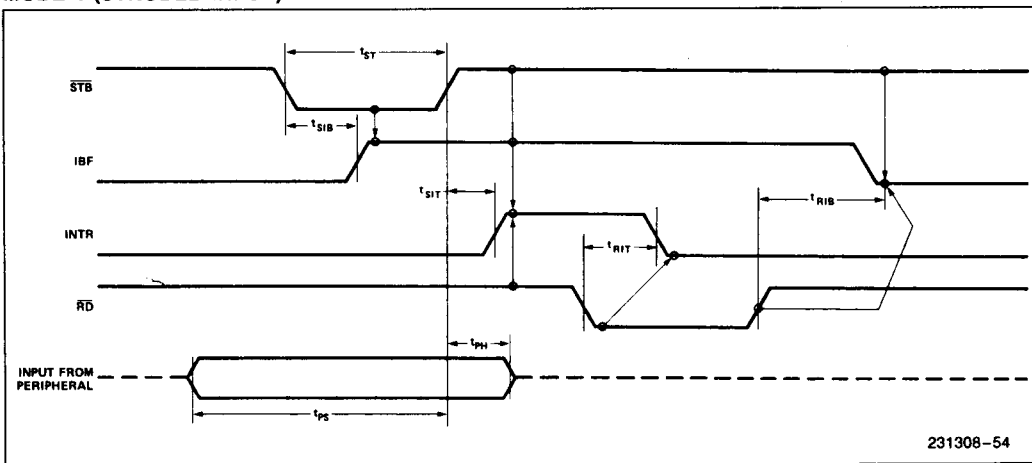 MODE 1 (STROBED INPUT)
tST
STB
tSIB
IBF
tSIT
tRIB
INTR
tRIT
RD
tPH
INPUT FROM
PERIPHERAL
tPS
231308-54